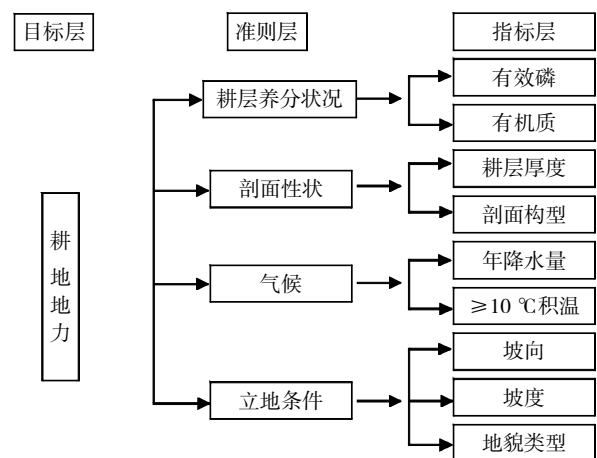 目标层
准则层
指标层
耕地地力
耕层养分状况
有效磷
有机质
剖面性状
耕层厚度
剖面构型
气候
年降水量
≥10 ℃积温
立地条件
坡向
坡度
地貌类型